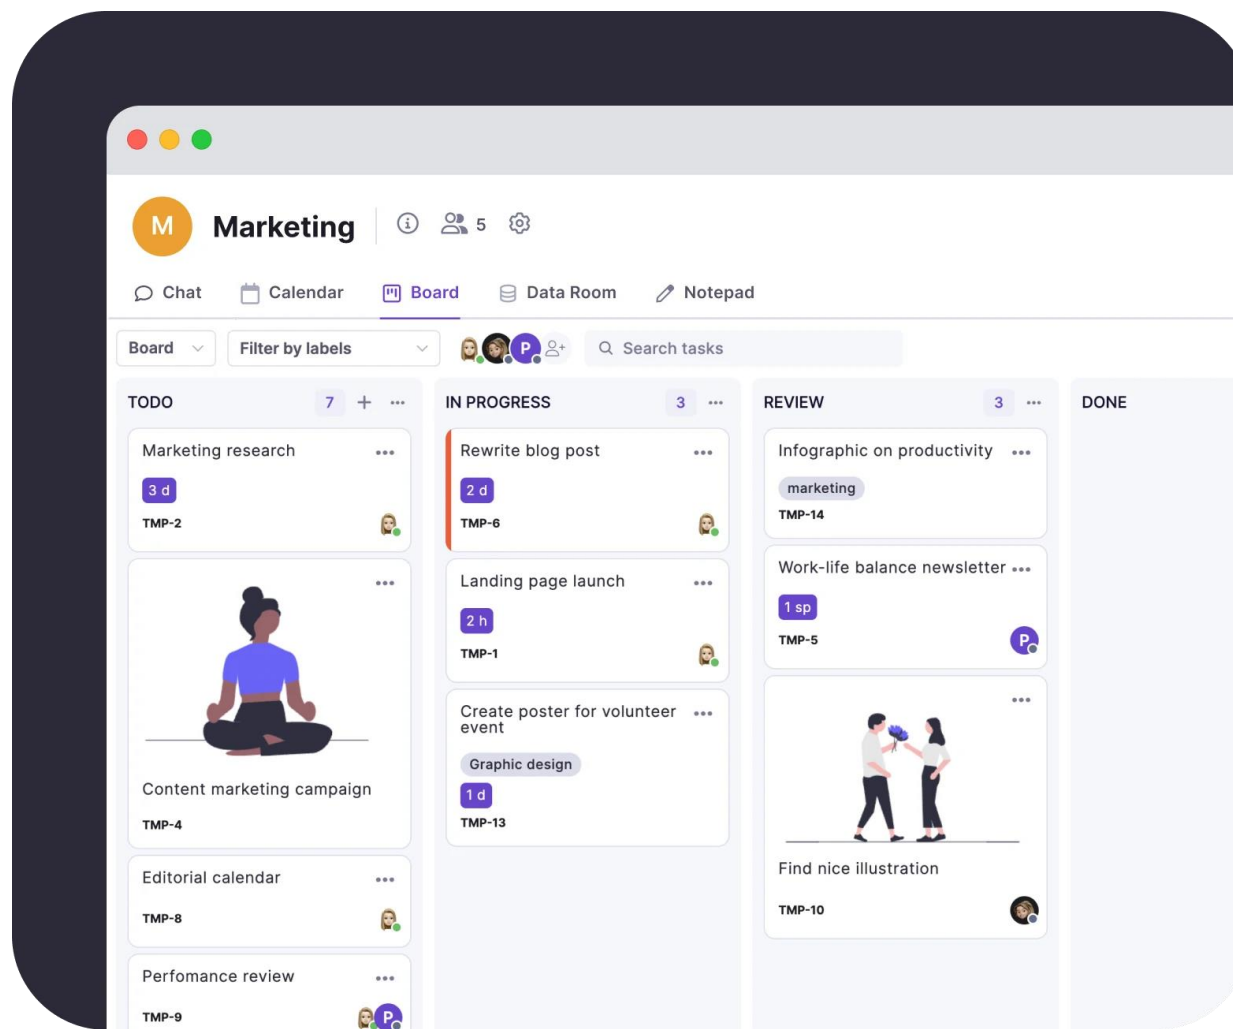 M Marketing 5
Chat Calendar Board Data Room Notepad
Board Filter by labels P Search tasks
TODO 7
Marketing research
3 d
TMP-2
Content marketing campaign
TMP-4
Editorial calendar
TMP-8
Perfomance review
TMP-9
P
IN PROGRESS 3
Rewrite blog post
2 d
TMP-6
Landing page launch
2 h
TMP-1
Create poster for volunteer
event
Graphic design
1 d
TMP-13
REVIEW 3
Infographic on productivity
marketing
TMP-14
Work-life balance newsletter
1 sp
TMP-5
P
Find nice illustration
TMP-10
DONE